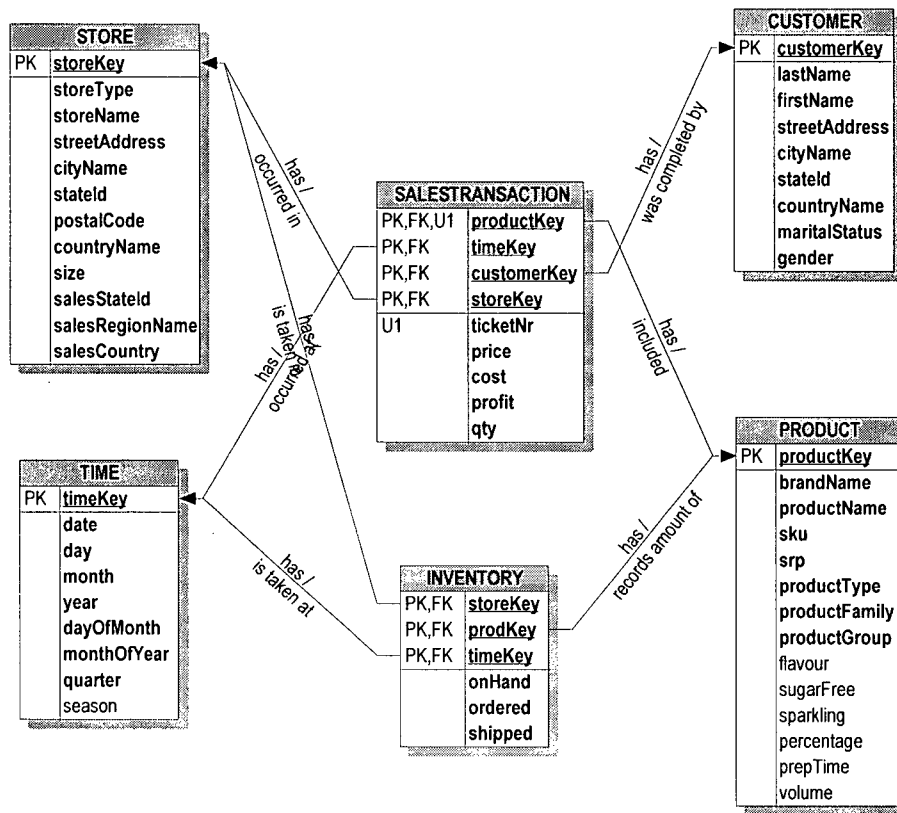 STORE
PK storeKey
storeType
storeName
streetAddress
cityName
stateId
postalCode
countryName
size
salesStateId
salesRegionName
salesCountry
CUSTOMER
PK customerKey
lastName
firstName
streetAddress
cityName
stateId
countryName
maritalStatus
gender
has /
occurred in
has /
was completed by
SALESTRANSACTION
PK,FK,U1 productKey
PK,FK timeKey
PK,FK customerKey
PK,FK storeKey
U1 ticketNr
price
cost
profit
qty
has /
is taken at
has /
occurred at
has /
included
TIME
PK timeKey
date
day
month
year
dayOfMonth
monthOfYear
quarter
season
has /
is taken at
INVENTORY
PK,FK storeKey
PK,FK prodKey
PK,FK timeKey
onHand
ordered
shipped
has /
records amount of
PRODUCT
PK productKey
brandName
productName
sku
srp
productType
productFamily
productGroup
flavour
sugarFree
sparkling
percentage
prepTime
volume